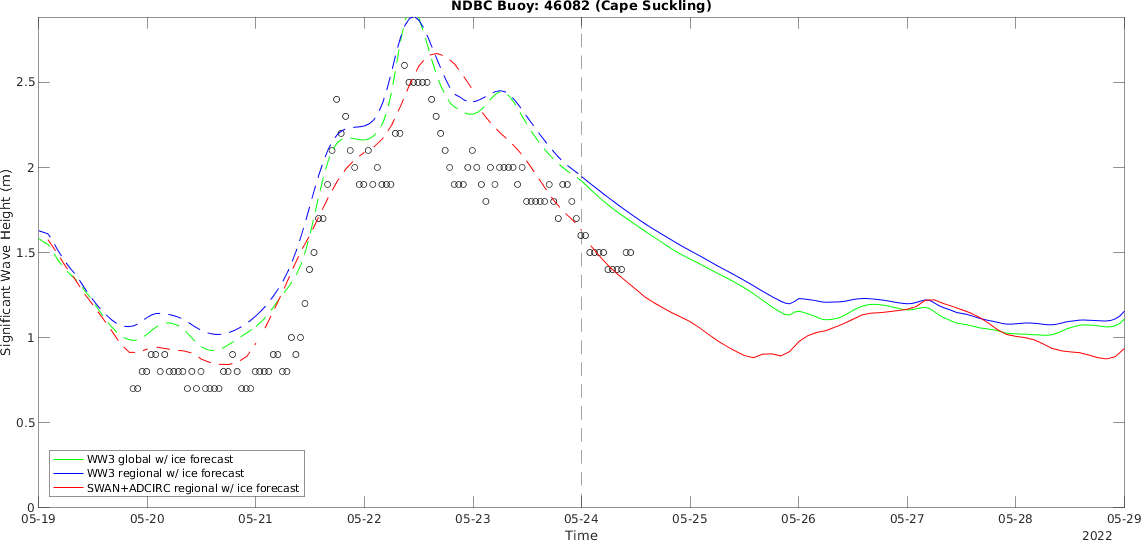 NDBC Buoy: 46082 (Cape Suckling)
Significant Wave Height (m)
2.5
2
1.5
1
0.5
0
WW3 global w/ ice forecast
WW3 regional w/ ice forecast
SWAN+ADCIRC regional w/ ice forecast
05-19 05-20 05-21 05-22 05-23 05-24 05-25 05-26 05-27 05-28 05-29
Time
2022